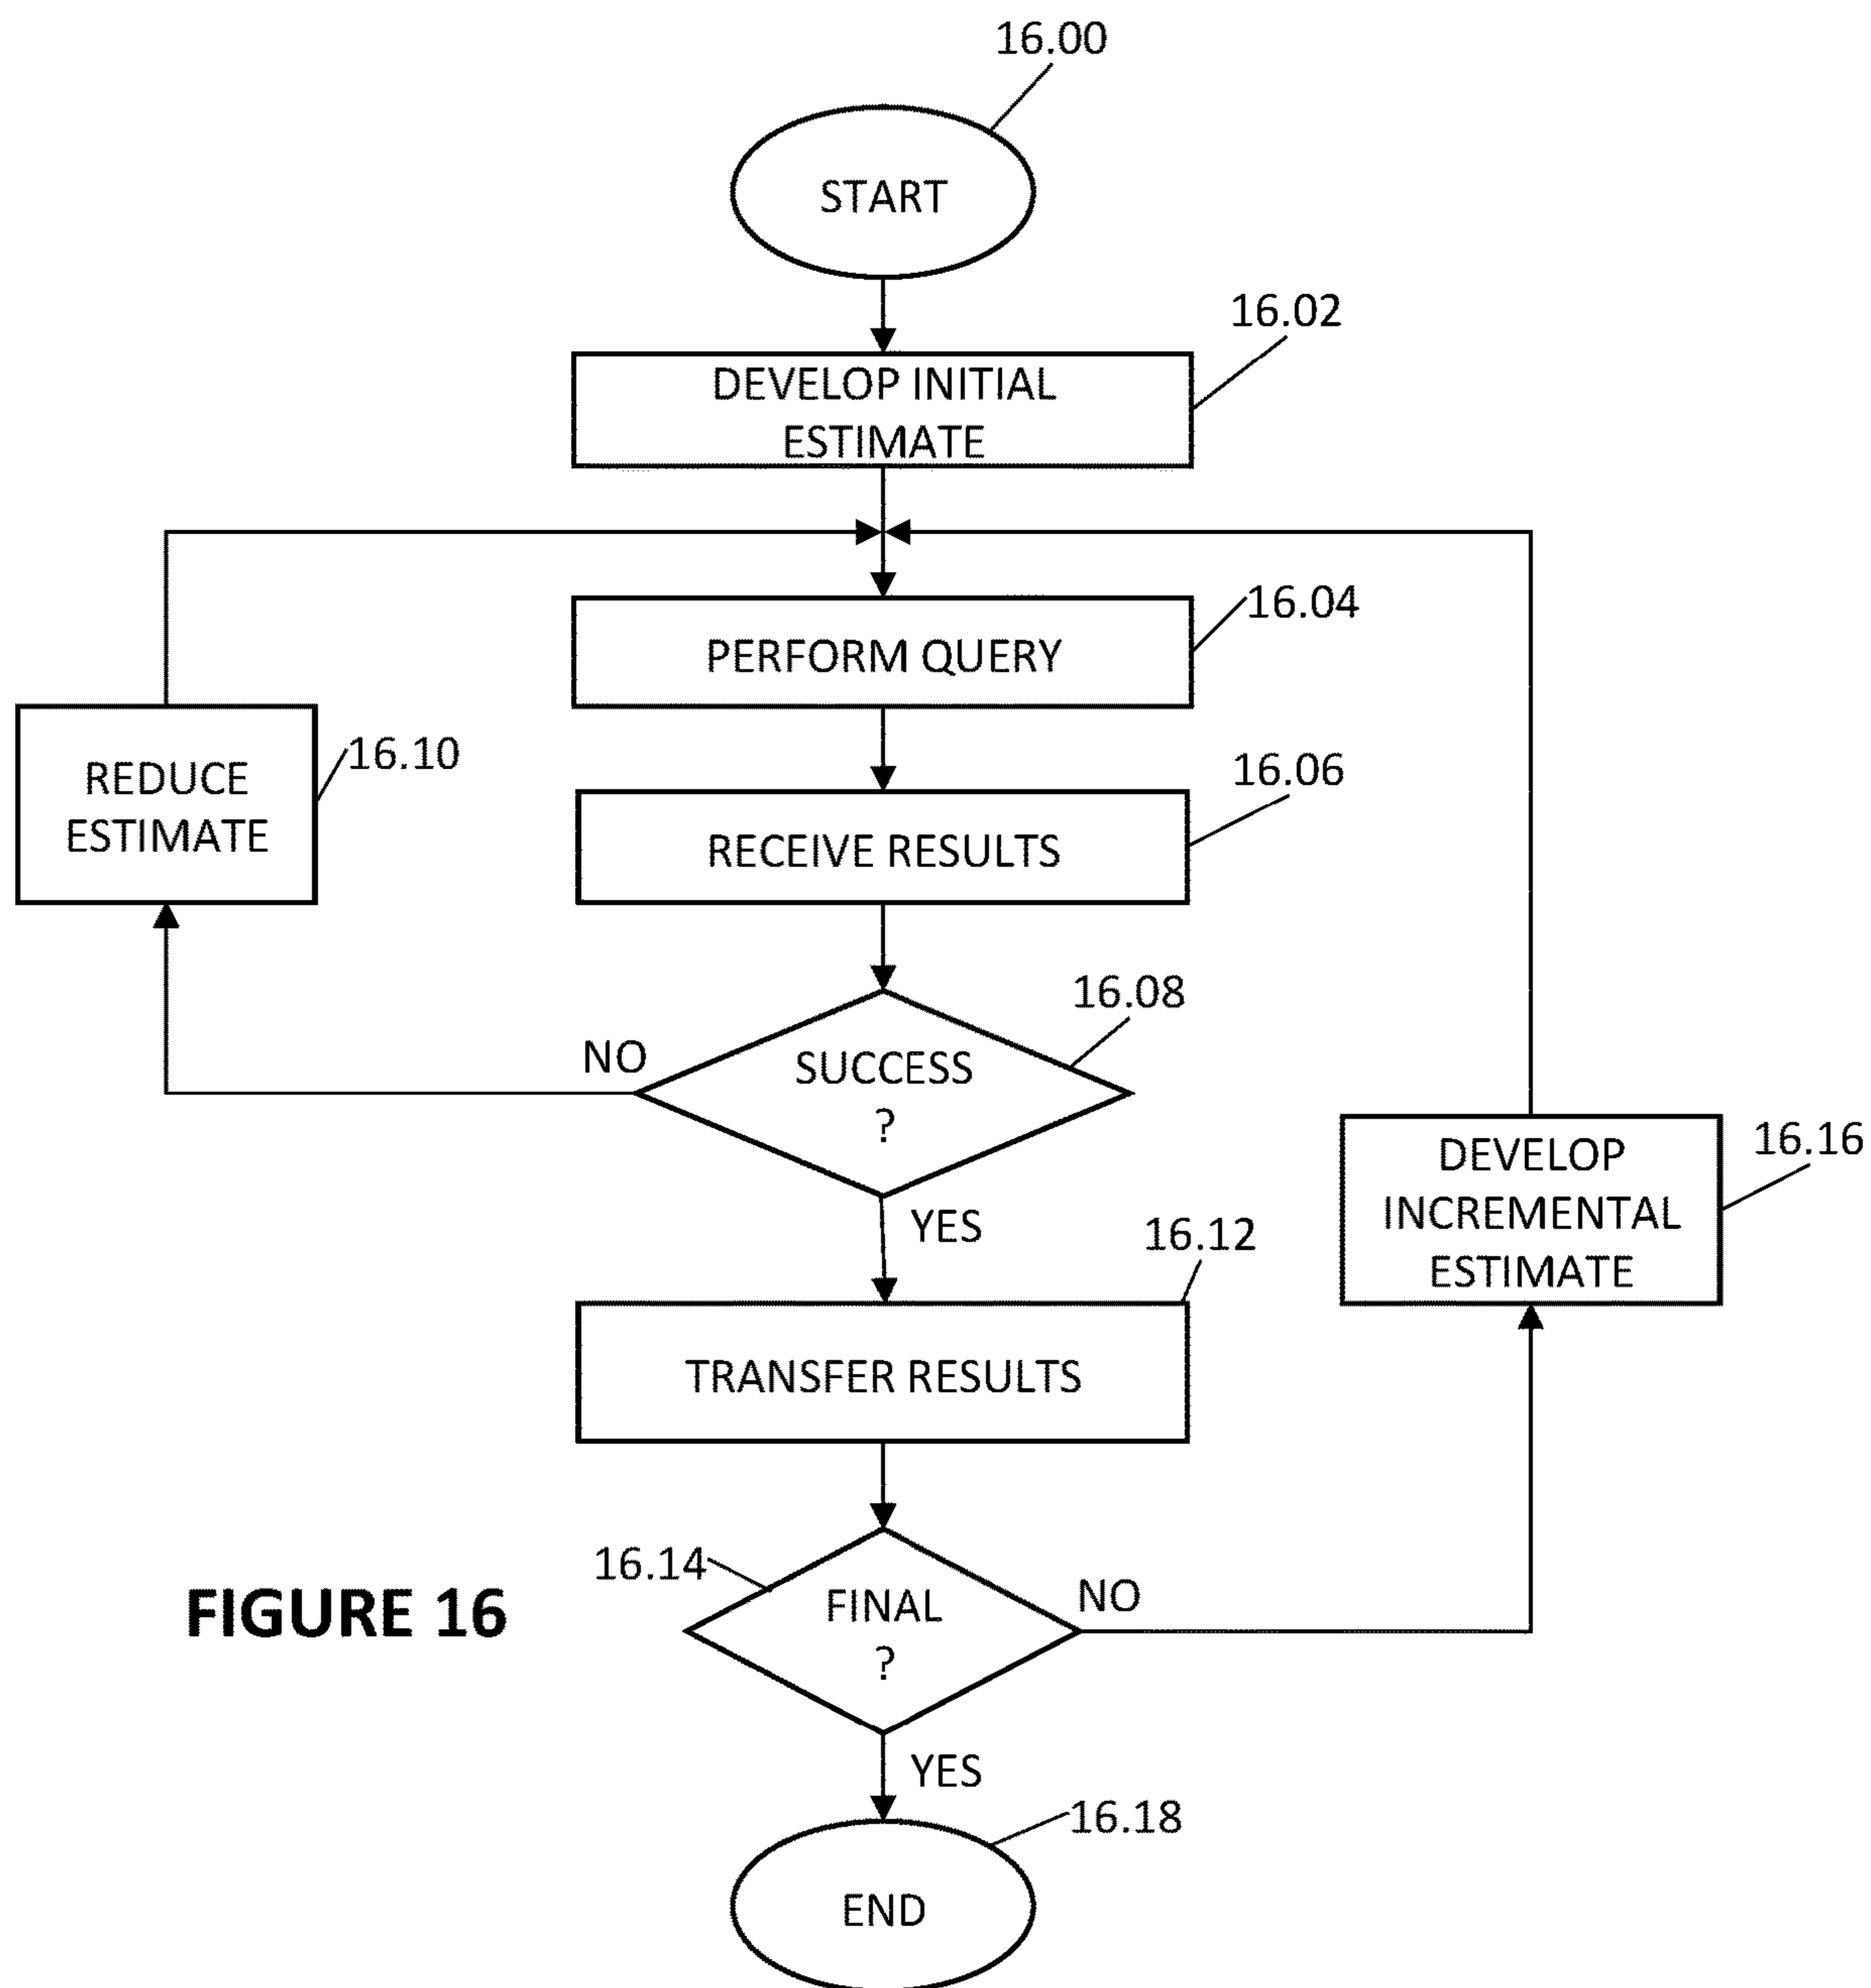 16.00
START
16.02
DEVELOP INITIAL
ESTIMATE
16.04
PERFORM QUERY
16.10
REDUCE
ESTIMATE
16.06
RECEIVE RESULTS
16.08
NO
SUCCESS
?
YES
16.16
DEVELOP
INCREMENTAL
ESTIMATE
16.12
TRANSFER RESULTS
16.14
FINAL
?
NO
FIGURE 16
YES
16.18
END